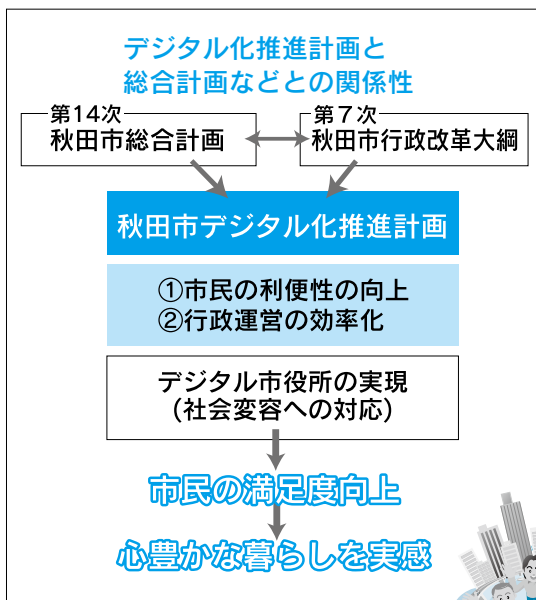 デジタル化推進計画と
総合計画などとの関係性
第14次
秋田市総合計画
第7次
秋田市行政改革大綱
秋田市デジタル化推進計画
①市民の利便性の向上
②行政運営の効率化
デジタル市役所の実現
(社会変容への対応)
市民の満足度向上
心豊かな暮らしを実感